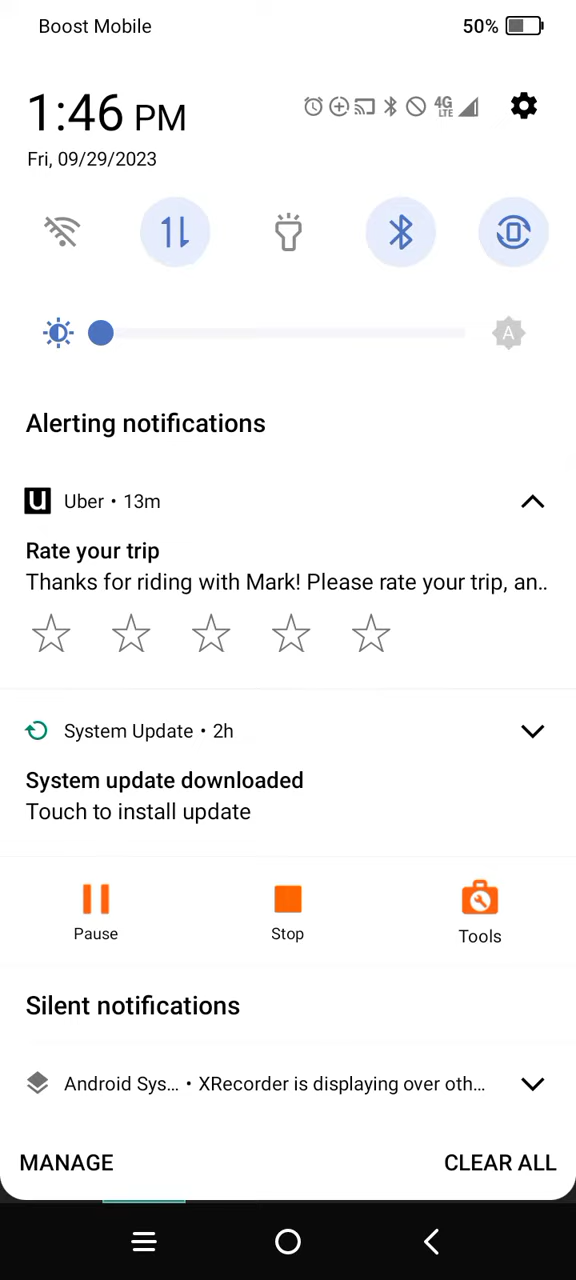 Boost Mobile 50%
1:46 PM
4G
LTE
Fri, 09/29/2023
A
Alerting notifications
Uber • 13m
Rate your trip
Thanks for riding with Mark! Please rate your trip, an..
System Update • 2h
System update downloaded
Touch to install update
Pause Stop Tools
Silent notifications
Android Sys... • XRecorder is displaying over oth...
MANAGE CLEAR ALL